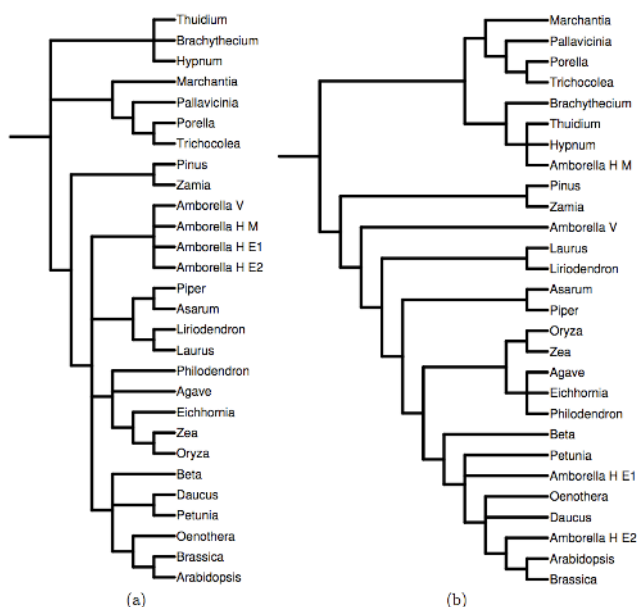 Thuidium
Brachythecium
Hypnum
Marchantia
Pallavicinia
Porella
Trichocolea
Pinus
Zamia
Amborella V
Amborella H M
Amborella H E1
Amborella H E2
Piper
Asarum
Liriodendron
Laurus
Philodendron
Agave
Eichhornia
Zea
Oryza
Beta
Daucus
Petunia
Oenothera
Brassica
Arabidopsis
(a)
Marchantia
Pallavicinia
Porella
Trichocolea
Brachythecium
Thuidium
Hypnum
Amborella H M
Pinus
Zamia
Amborella V
Laurus
Liriodendron
Asarum
Piper
Oryza
Zea
Agave
Eichhornia
Philodendron
Beta
Petunia
Amborella H E1
Oenothera
Daucus
Amborella H E2
Arabidopsis
Brassica
(b)